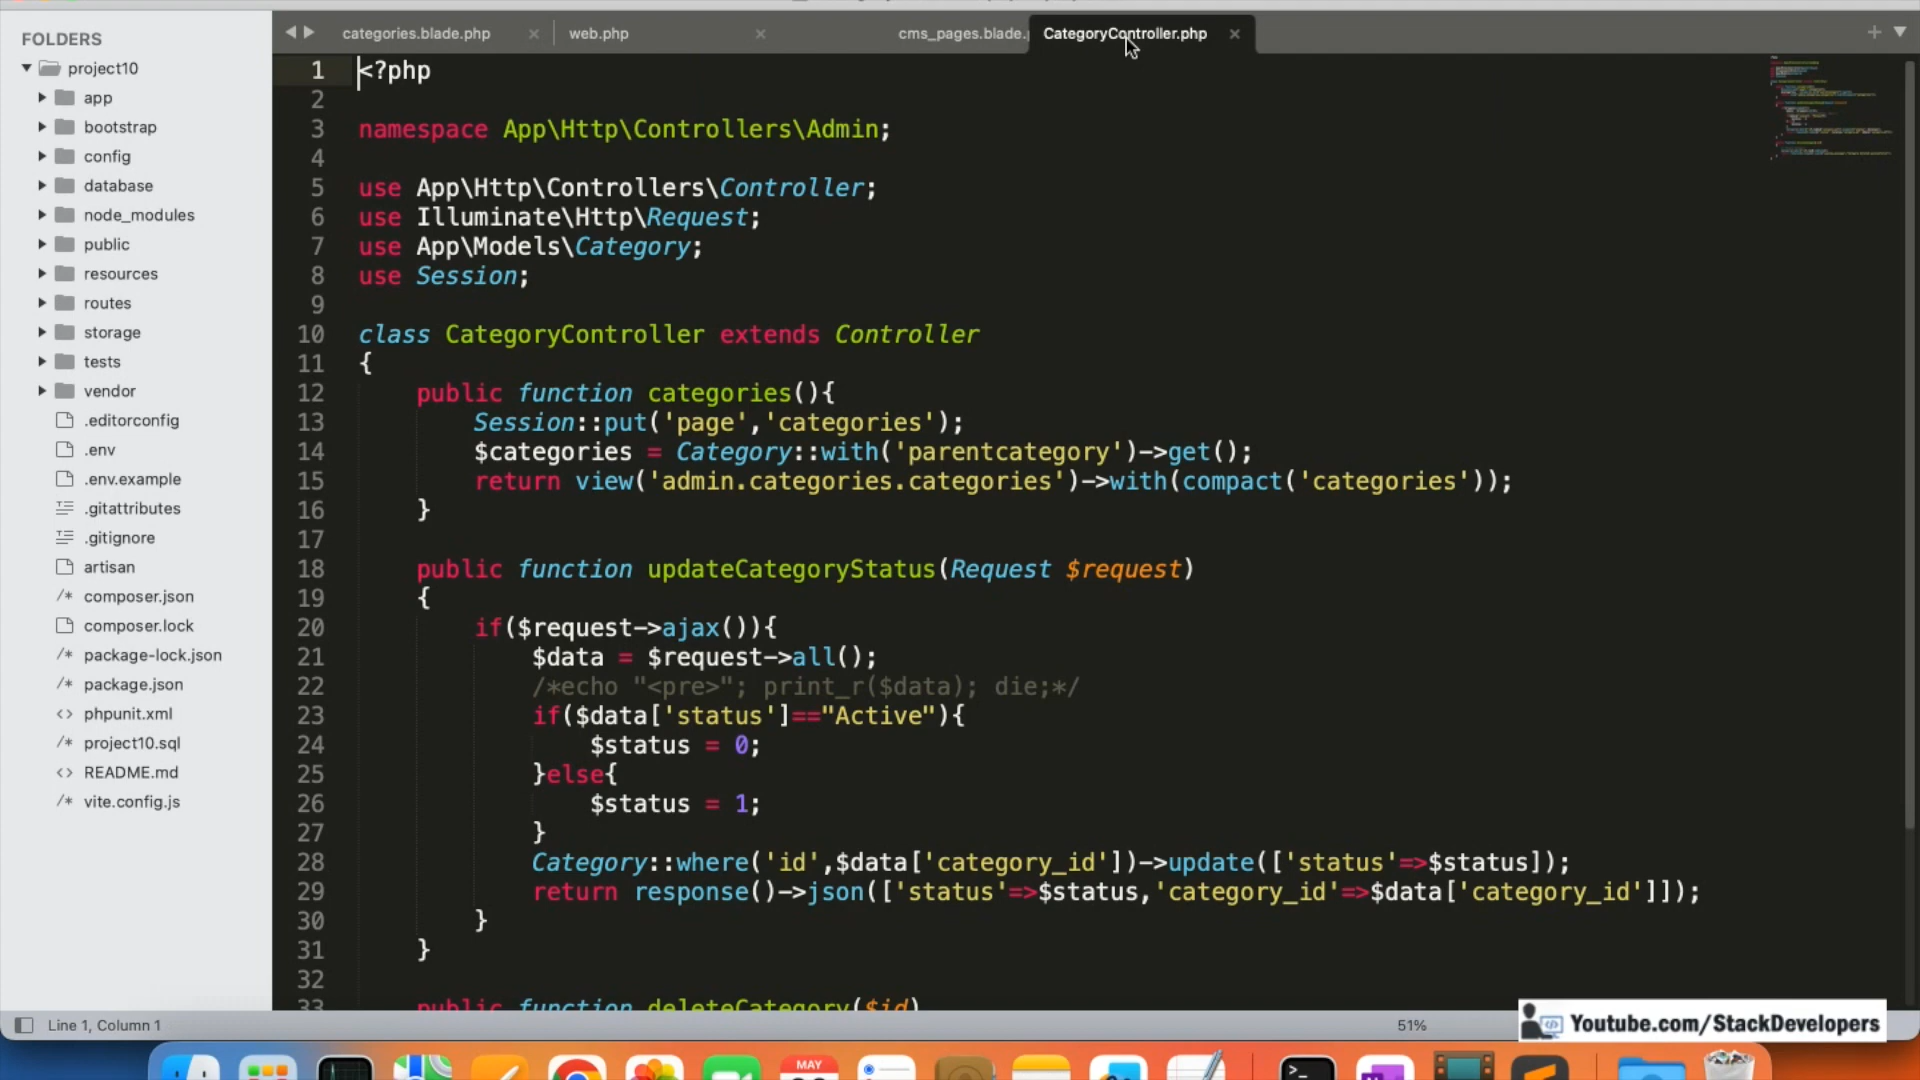 FOLDERS
project10
app
bootstrap
config
database
node_modules
public
resources
routes
storage
tests
vendor
.editorconfig
.env
.env.example
.gitattributes
.gitignore
artisan
/* composer.json
composer.lock
/* package-lock.json
/* package.json
<> phpunit.xml
<> project10.sql
<> README.md
/* vite.config.js
categories.blade.php
web.php
cms_pages.blade.p
CategoryController.php
1 <?php
2
3 namespace App\Http\Controllers\Admin;
4
5 use App\Http\Controllers\Controller;
6 use Illuminate\Http\Request;
7 use App\Models\Category;
8 use Session;
9
10 class CategoryController extends Controller
11 {
12 public function categories(){
13 Session::put('page','categories');
14 $categories = Category::with('parentcategory')->get();
15 return view('admin.categories.categories')->with(compact('categories'));
16 }
17
18 public function updateCategoryStatus(Request $request)
19 {
20 if($request->ajax()){
21 $data = $request->all();
22 /*echo "<pre>"; print_r($data); die;*/
23 if($data['status']=="Active"){
24 $status = 0;
25 }else{
26 $status = 1;
27 }
28 Category::where('id',$data['category_id'])->update(['status'=>$status]);
29 return response()->json(['status'=>$status,'category_id'=>$data['category_id']]);
30 }
31 }
32
33 public function deleteCategory($id)
Line 1, Column 1
51%
Youtube.com/StackDevelopers
MAY